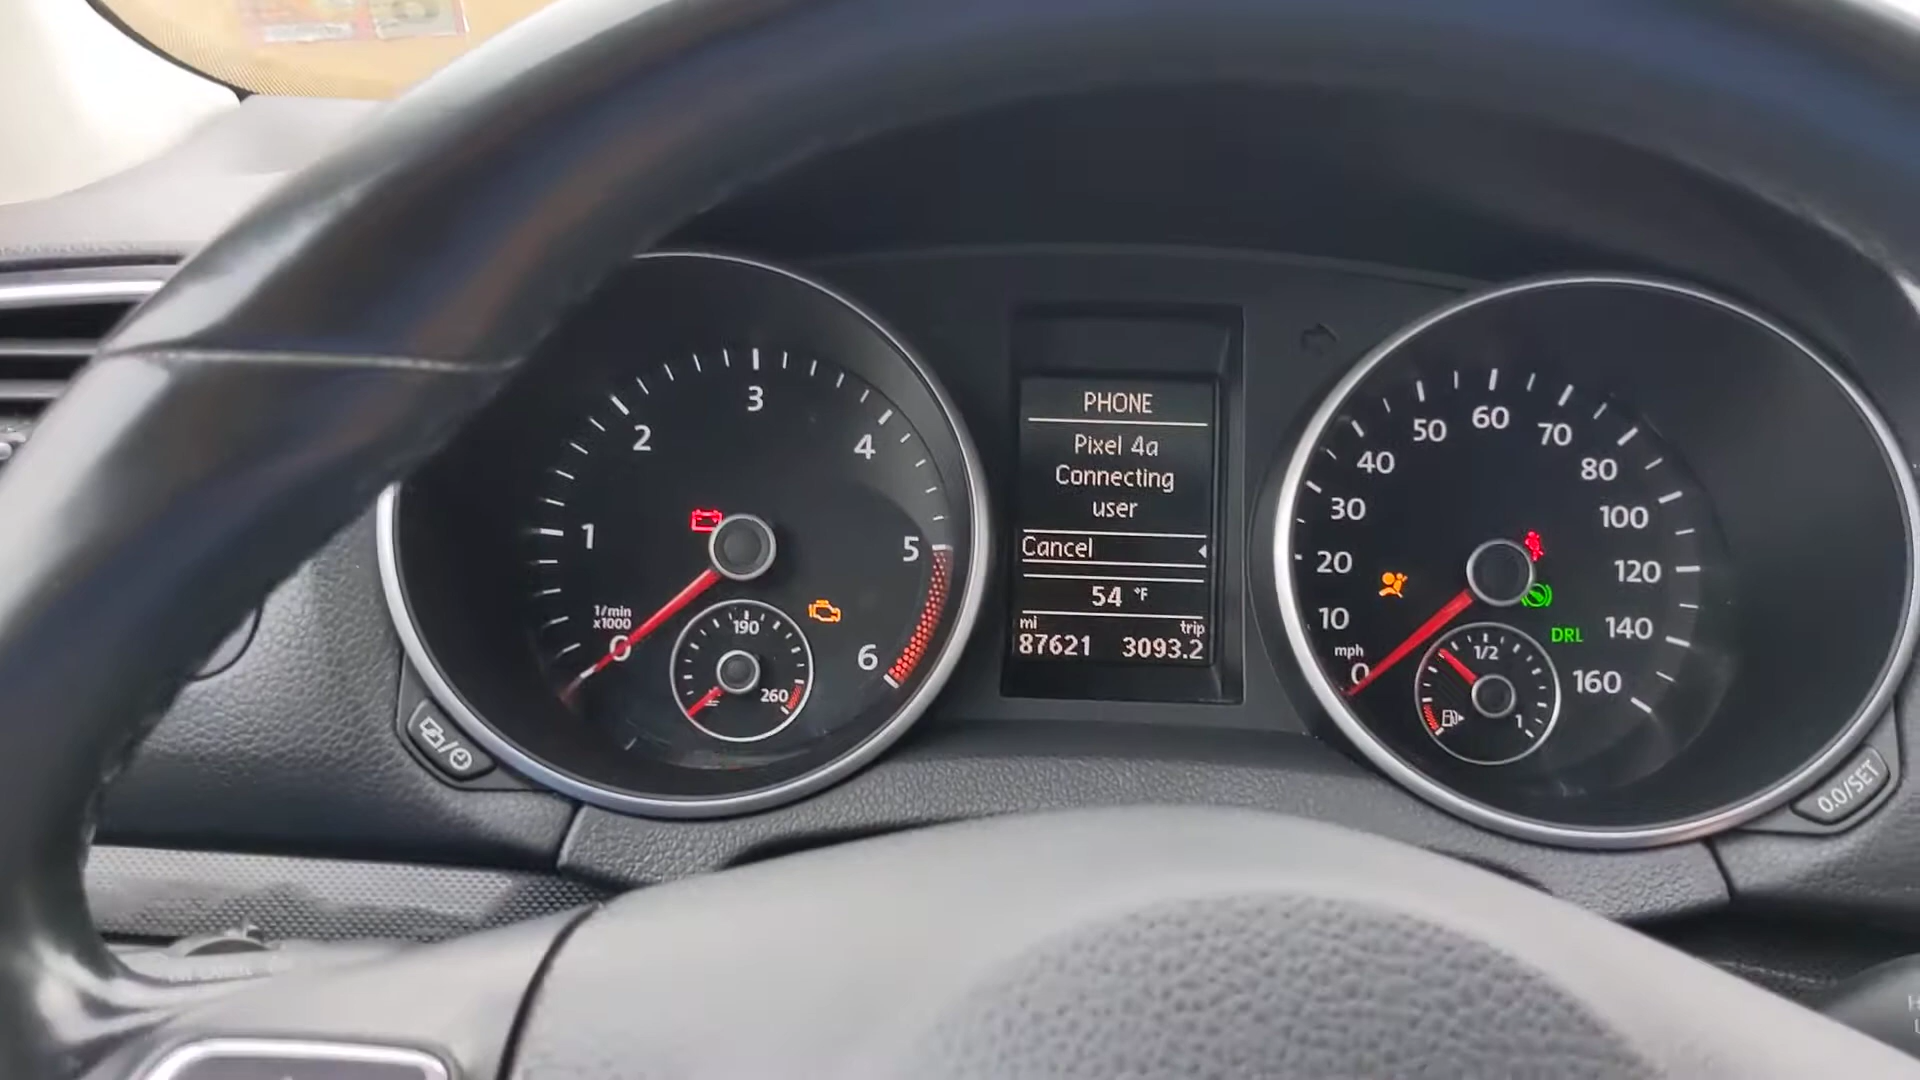 3
2
4
1
5
1/min
x1000
0
6
190
260
PHONE
Pixel 4a
Connecting
user
Cancel
54 °F
mi
trip
87621 3093.2
60
50
70
40
80
30
100
20
120
10
DRL
140
mph
0
160
1/2
1
0.0/SET